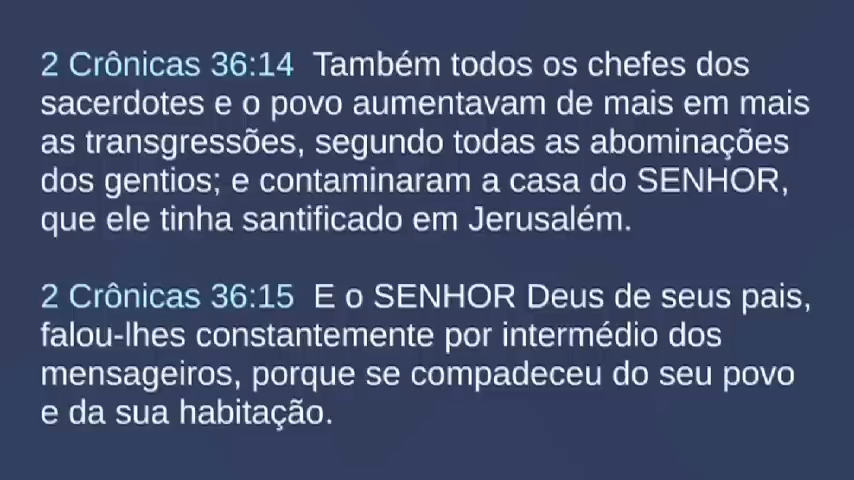 2 Crônicas 36:14 Também todos os chefes dos
sacerdotes e o povo aumentavam de mais em mais
as transgressões, segundo todas as abominações
dos gentios; e contaminaram a casa do SENHOR,
que ele tinha santificado em Jerusalém.
2 Crônicas 36:15 E o SENHOR Deus de seus pais,
falou-lhes constantemente por intermédio dos
mensageiros, porque se compadeceu do seu povo
e da sua habitação.